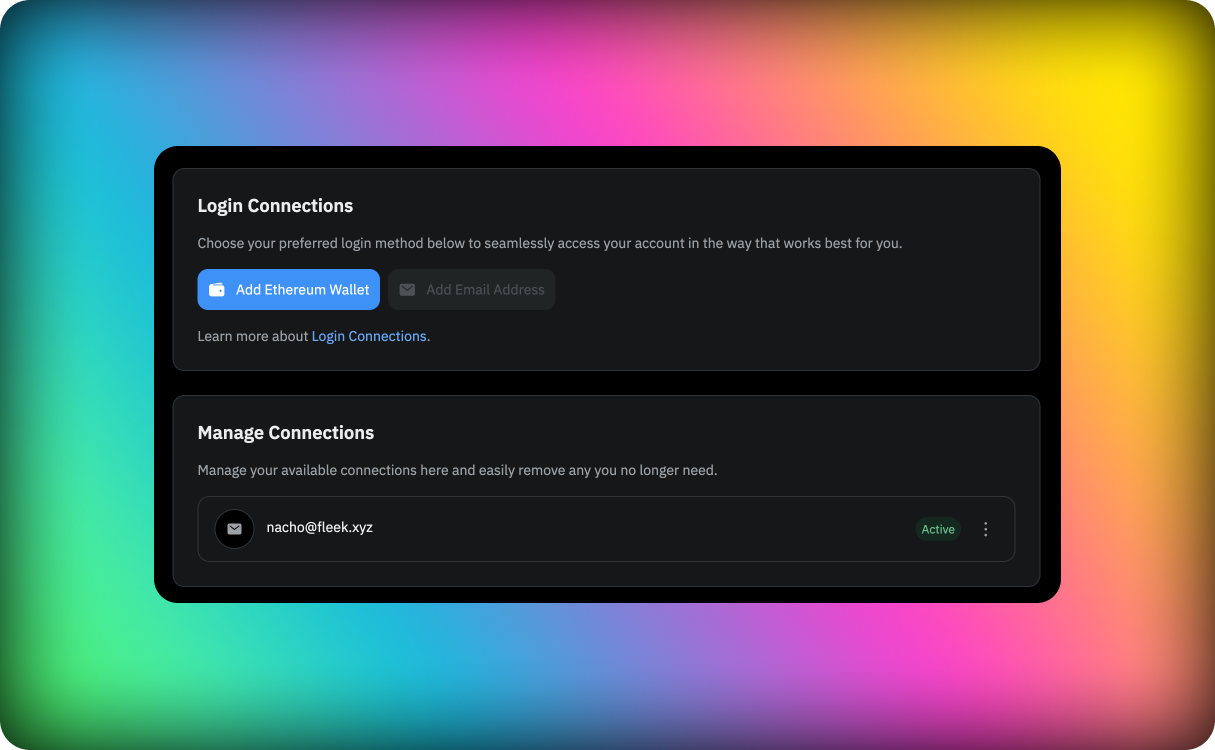 Login Connections
Choose your preferred login method below to seamlessly access your account in the way that works best for you.
Add Ethereum Wallet Add Email Address
Learn more about Login Connections.
Manage Connections
Manage your available connections here and easily remove any you no longer need.
nacho@fleek.xyz Active